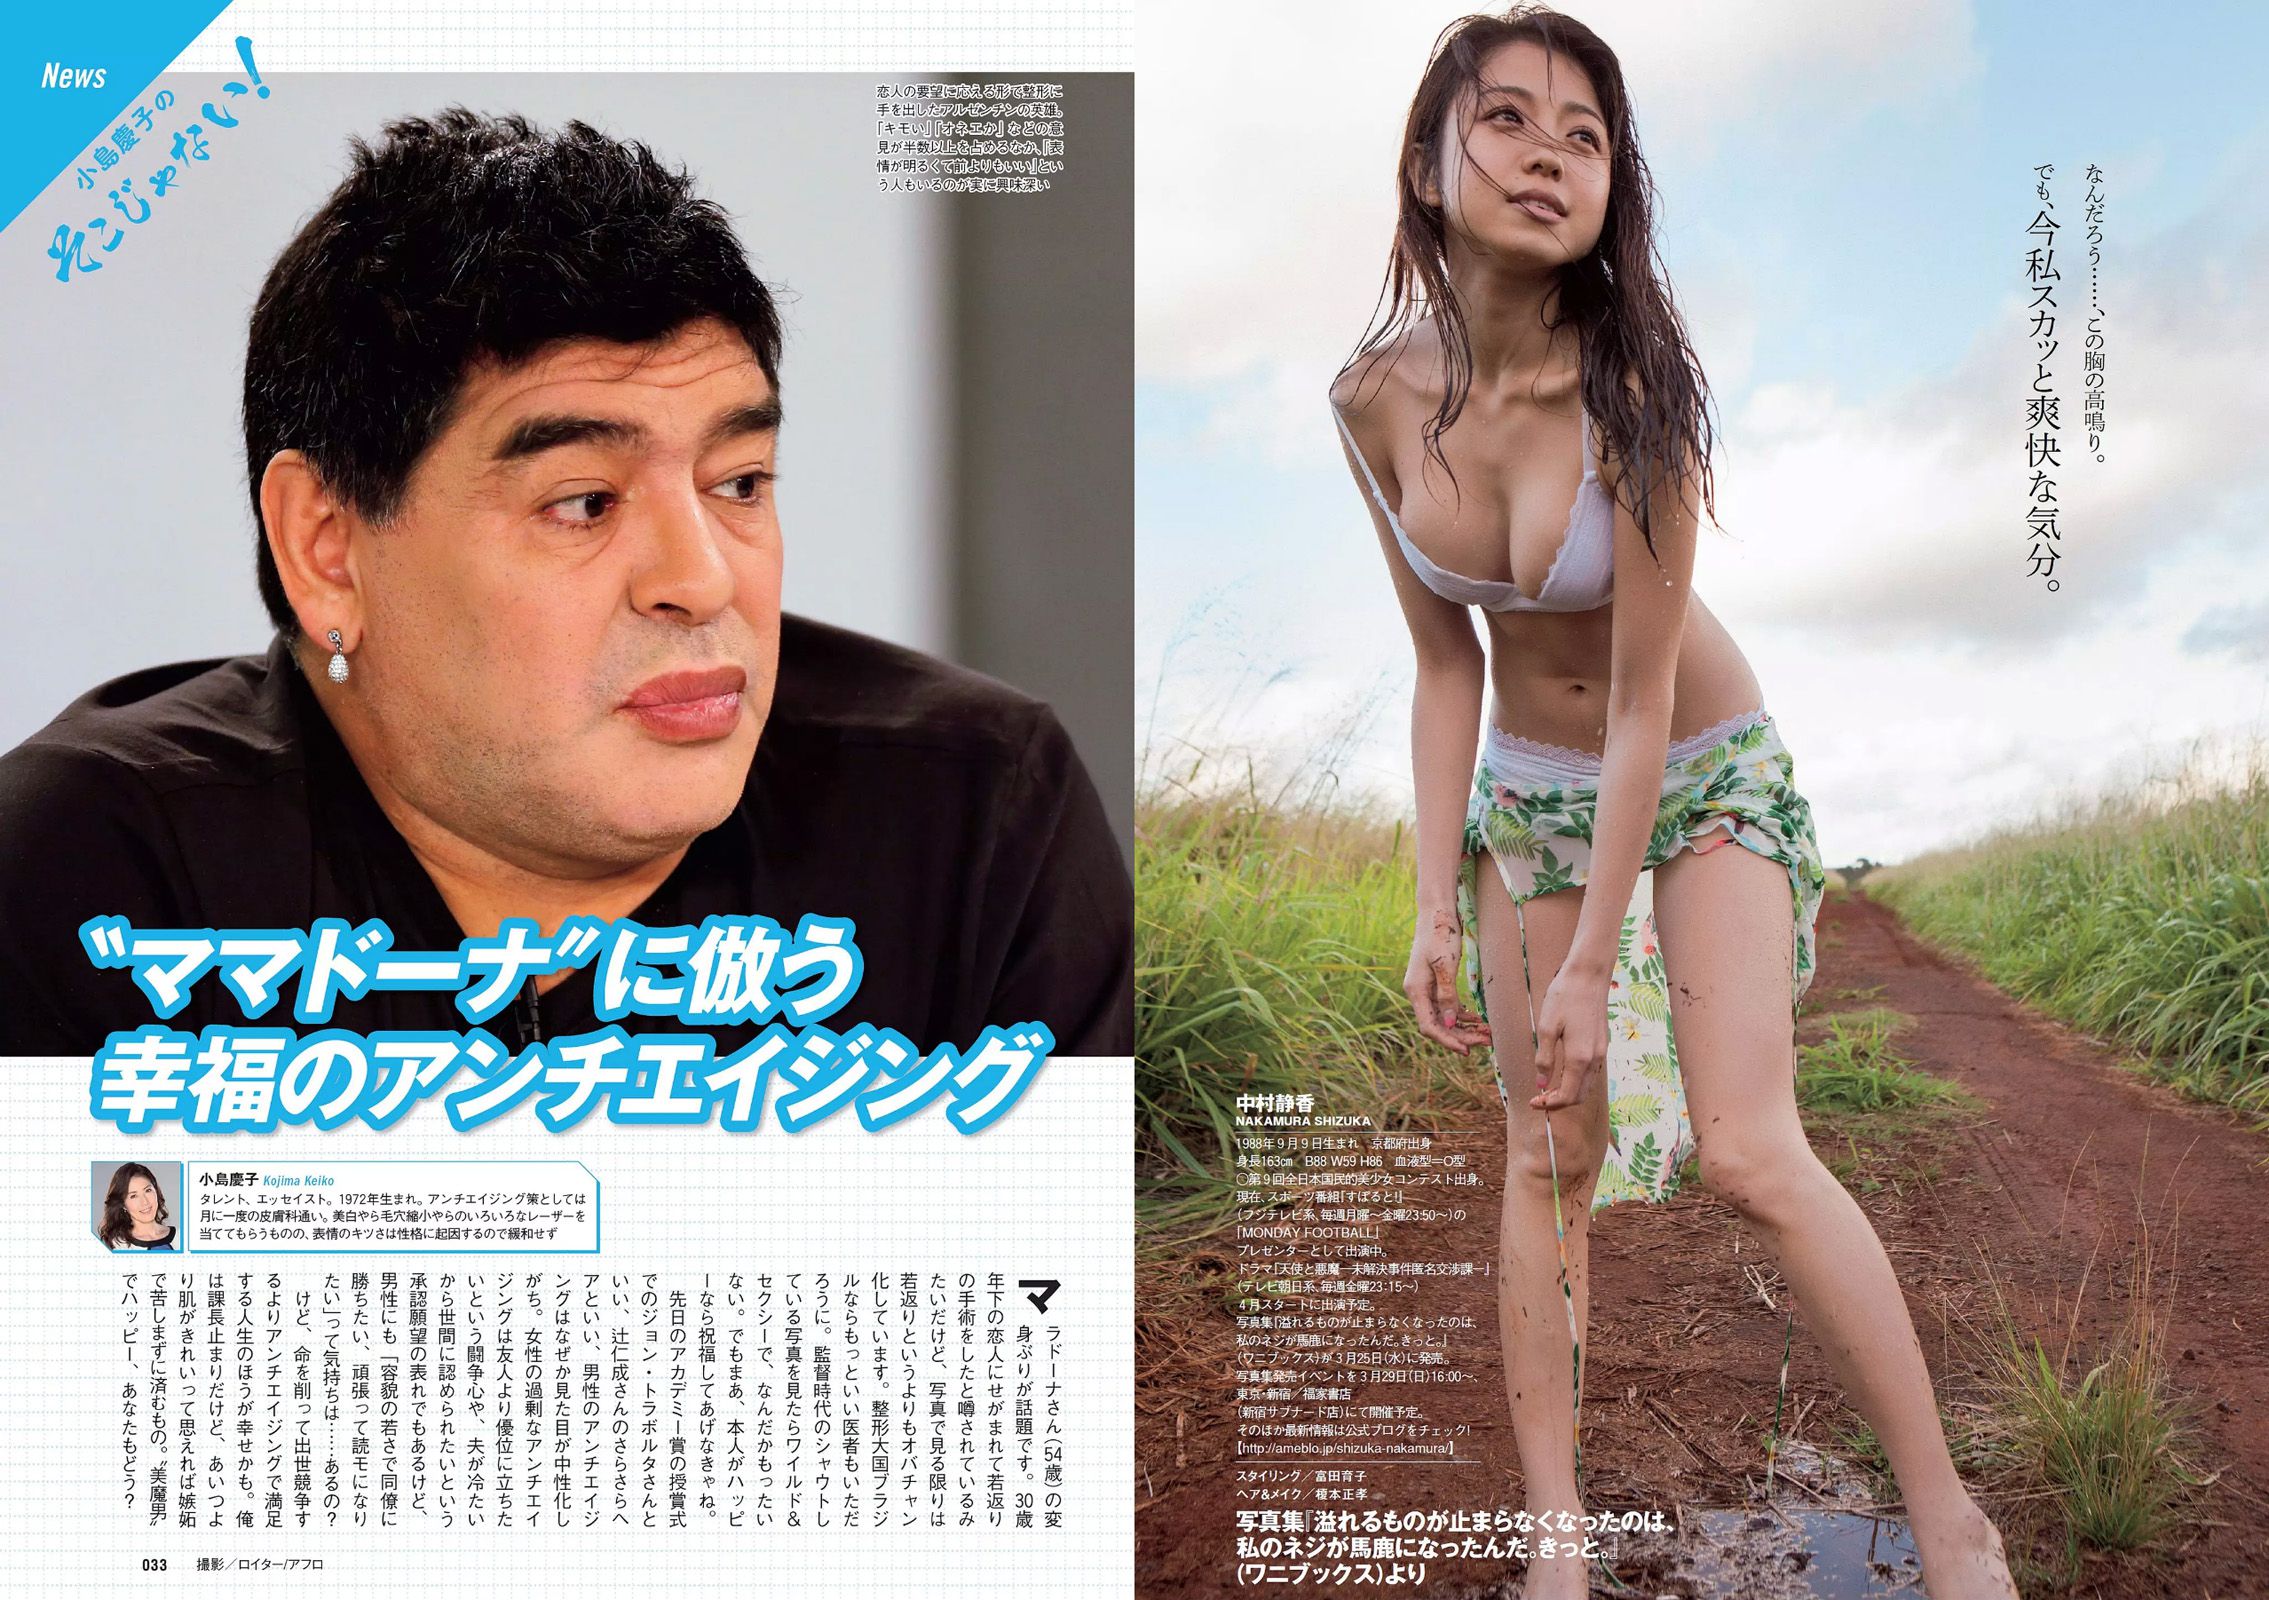 News
小島慶子の
そこじゃない!
恋人の要望に応える形で整形に
手を出したアルゼンチンの英雄。
「キモい」「オネエか」などの意
見が半数以上を占めるなか、「表
情が明るくて前よりもいい」とい
う人もいるのが実に興味深い
“ママドーナ”に倣う
幸福のアンチエイジング
小島慶子 Kojima Keiko
タレント、エッセイスト。1972年生まれ。アンチエイジング策としては
月に一度の皮膚科通い。美白やら毛穴縮小やらのいろいろなレーザーを
当ててもらうものの、表情のキツさは性格に起因するので緩和せず
マラドーナさん(54歳)の変
身ぶりが話題です。30歳
年下の恋人にせがまれて若返り
の手術をしたと噂されているみ
たいだけど、写真で見る限りは
若返りというよりもオバチャン
化しています。整形大国ブラジ
ルならもっといい医者もいただ
ろうに。監督時代のシャウトし
ている写真を見たらワイルド&
セクシーで、なんだかもったい
ない。でもまあ、本人がハッピ
ーなら祝福してあげなきゃね。
先日のアカデミー賞の授賞式
でのジョン・トラボルタさんと
いい、辻仁成さんのさらさらヘ
アといい、男性のアンチエイジ
ングはなぜか見た目が中性化し
がち。女性の過剰なアンチエイ
ジングは友人より優位に立ちた
いという闘争心や、夫が冷たい
から世間に認められたいという
承認願望の表れでもあるけど、
男性にも「容貌の若さで同僚に
勝ちたい、頑張って読モになり
たい」って気持ちは……あるの?
けど、命を削って出世競争す
るよりアンチエイジングで満足
する人生のほうが幸せかも。俺
は課長止まりだけど、あいつよ
り肌がきれいって思えれば嫉妬
で苦しまずに済むもの。“美魔男”
でハッピー、あなたもどう?
033 撮影/ロイター/アフロ
なんだろう……、この胸の高鳴り。
でも、今私スカッと爽快な気分。
中村静香
NAKAMURA SHIZUKA
1988年9月9日生まれ 京都府出身
身長163㎝ B88 W59 H86 血液型=O型
○第9回全日本国民的美少女コンテスト出身。
現在、スポーツ番組「すぽると!」
(フジテレビ系、毎週月曜〜金曜23:50〜)の
「MONDAY FOOTBALL」
プレゼンターとして出演中。
ドラマ『天使と悪魔―未解決事件匿名交渉課―』
(テレビ朝日系、毎週金曜23:15〜)
4月スタートに出演予定。
写真集『溢れるものが止まらなくなったのは、
私のネジが馬鹿になったんだ。きっと。』
(ワニブックス)が3月25日(水)に発売。
写真集発売イベントを3月29日(日)16:00〜、
東京・新宿/福家書店
(新宿サブナード店)にて開催予定。
そのほか最新情報は公式ブログをチェック!
【http://ameblo.jp/shizuka-nakamura/】
スタイリング/富田育子
ヘア&メイク/榎本正孝
写真集『溢れるものが止まらなくなったのは、
私のネジが馬鹿になったんだ。きっと。』
(ワニブックス)より